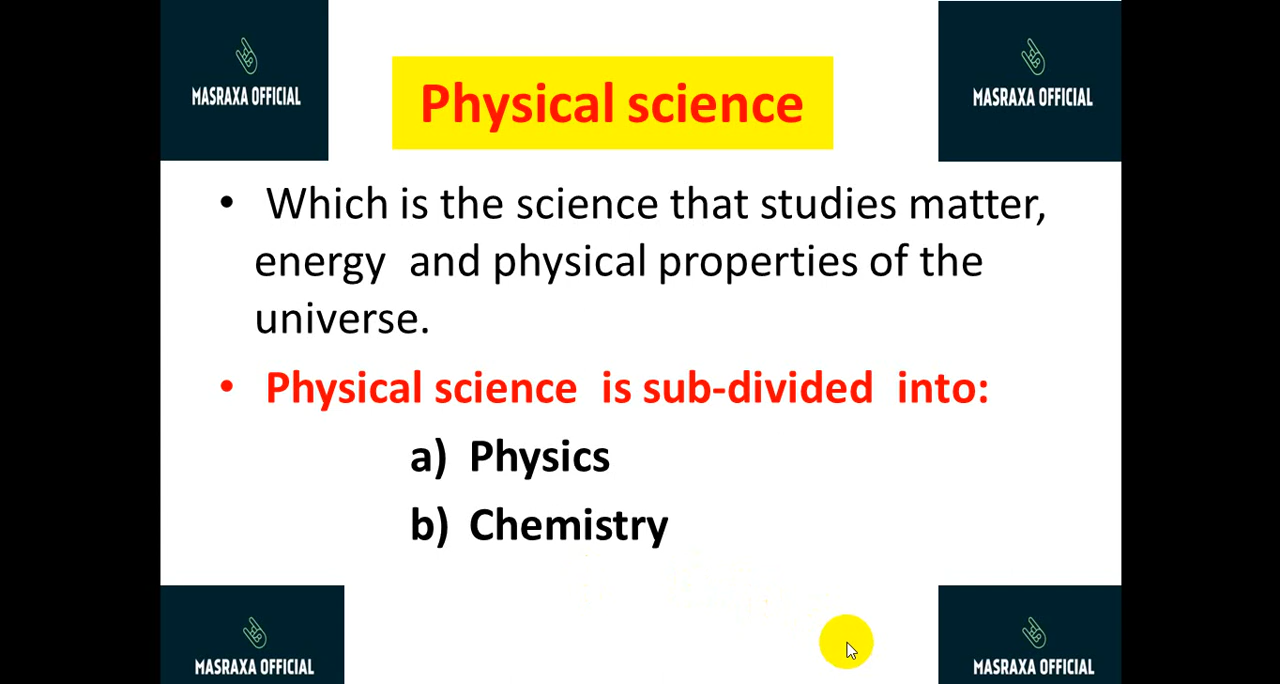 MASRAXA OFFICIAL
MASRAXA OFFICIAL
Physical science
• Which is the science that studies matter,
energy and physical properties of the
universe.
• Physical science is sub-divided into:
a) Physics
b) Chemistry
MASRAXA OFFICIAL
MASRAXA OFFICIAL